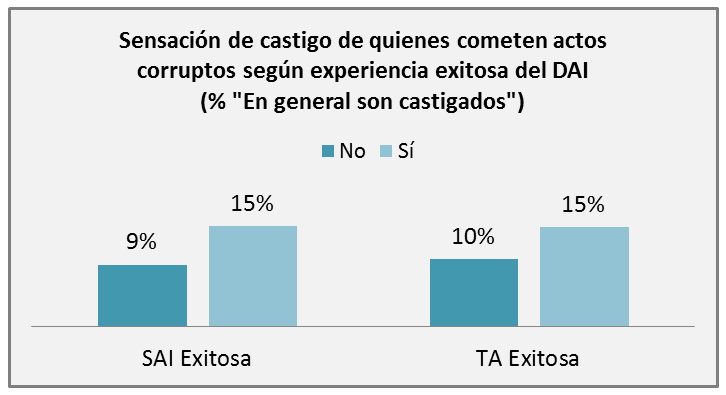 Sensación de castigo de quienes cometen actos
corruptos según experiencia exitosa del DAI
(% "En general son castigados")
No Sí
9% 15% 10% 15%
SAI Exitosa TA Exitosa